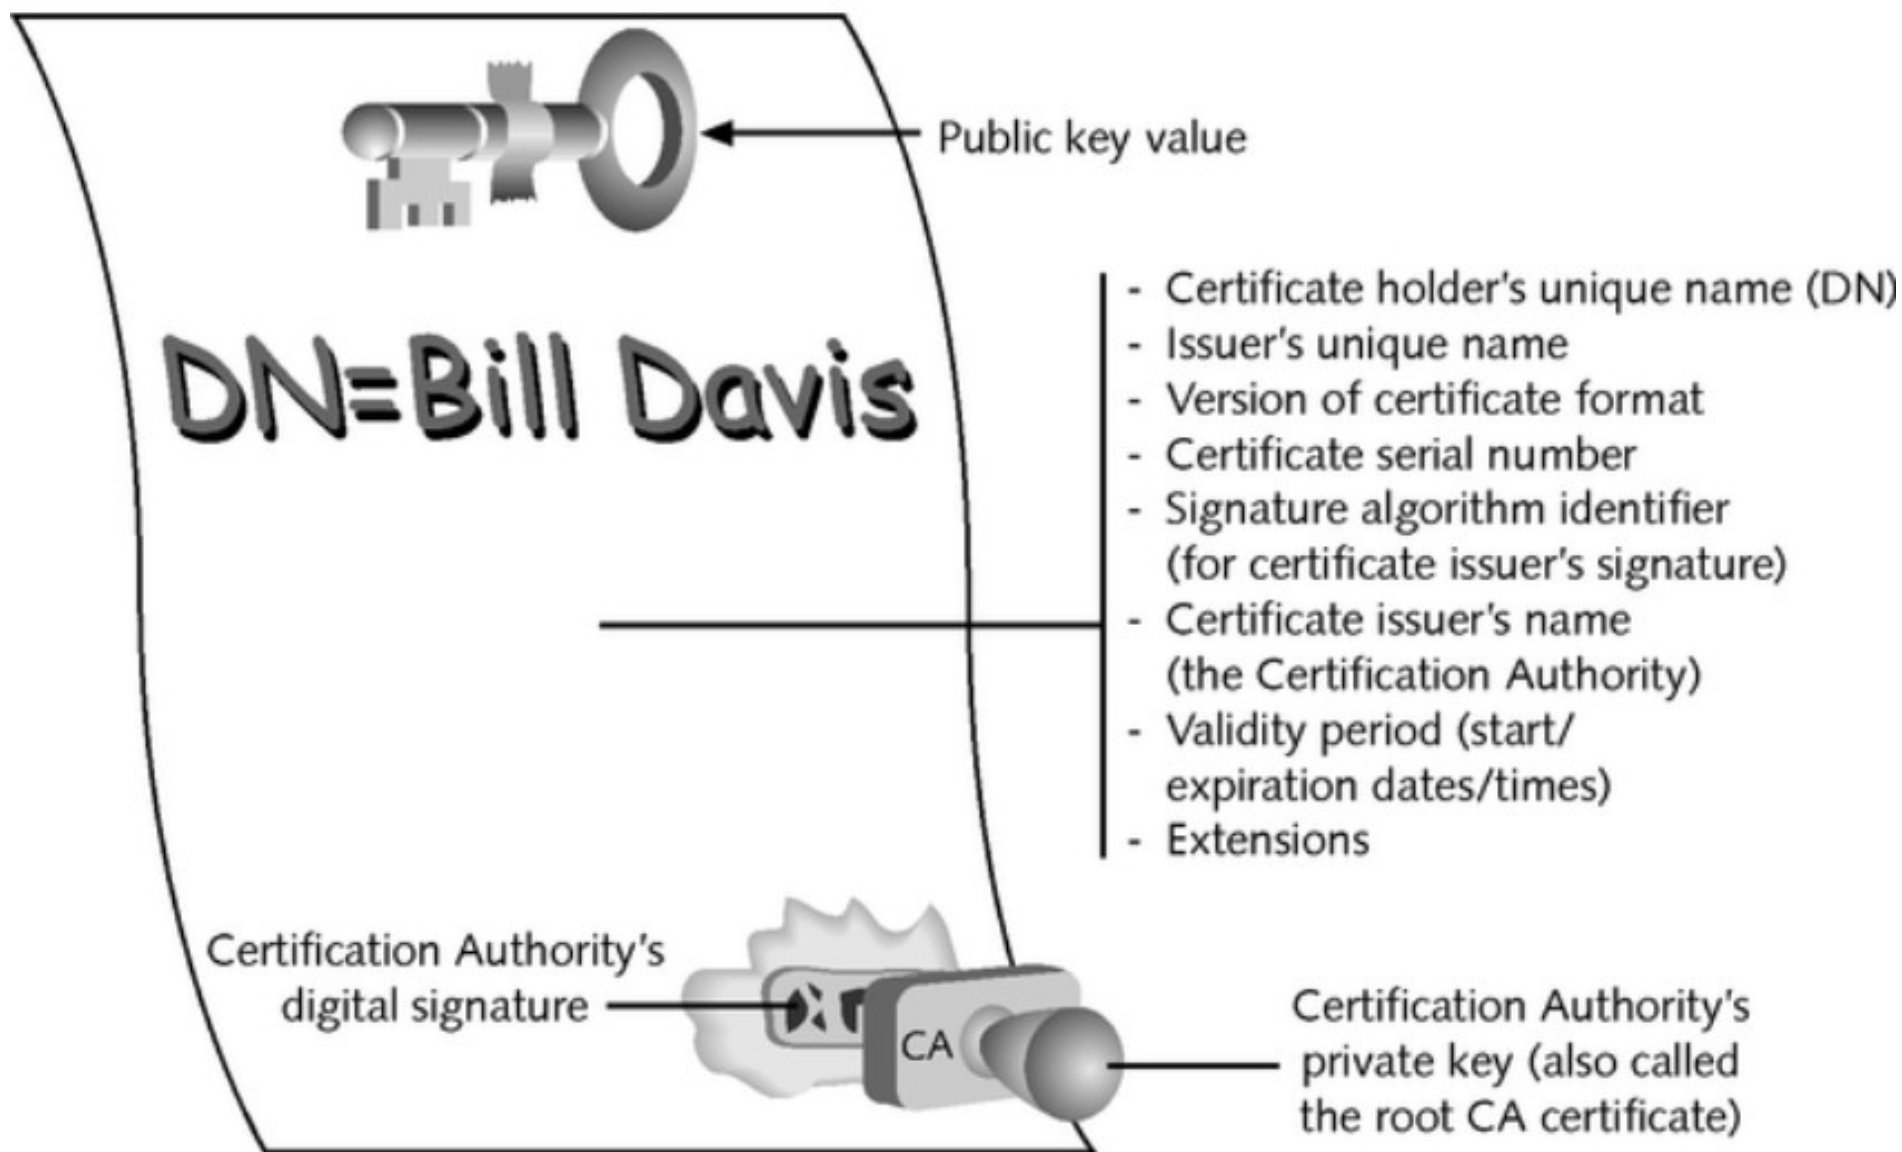 Public key value
DN=Bill Davis
- Certificate holder's unique name (DN)
- Issuer's unique name
- Version of certificate format
- Certificate serial number
- Signature algorithm identifier
(for certificate issuer's signature)
- Certificate issuer's name
(the Certification Authority)
- Validity period (start/
expiration dates/times)
- Extensions
Certification Authority's
digital signature
CA
Certification Authority's
private key (also called
the root CA certificate)